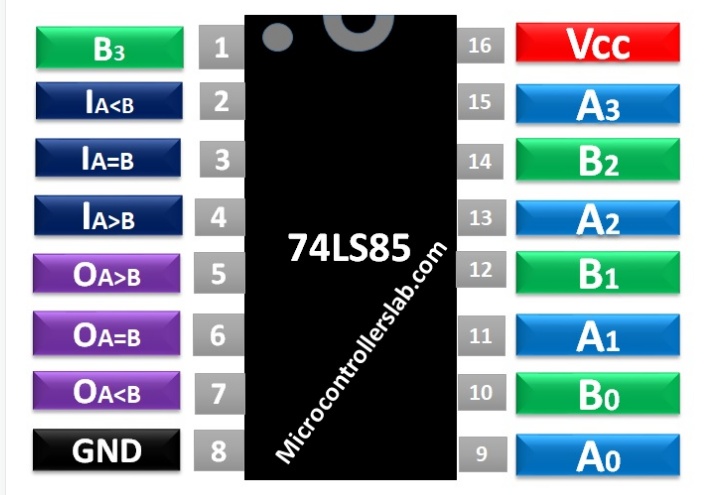 B3 1 16 Vcc
IA<B 2 15 A3
IA=B 3 14 B2
IA>B 4 13 A2
74LS85
OA>B 5 12 B1
OA=B 6 11 A1
OA<B 7 10 B0
GND 8 9 A0
Microcontrollerslab.com